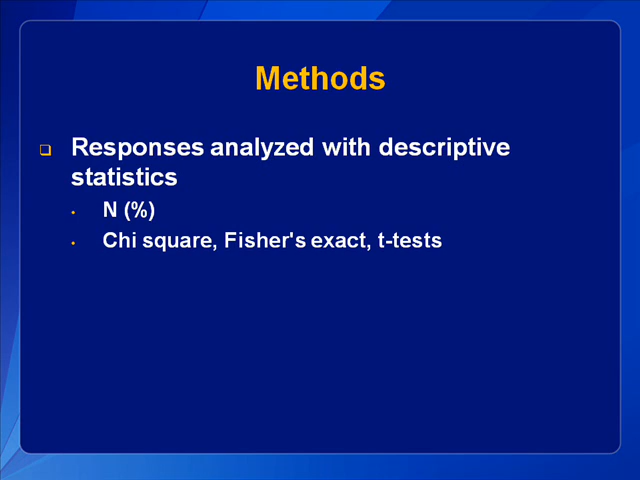 Methods
Responses analyzed with descriptive
statistics
N (%)
Chi square, Fisher's exact, t-tests